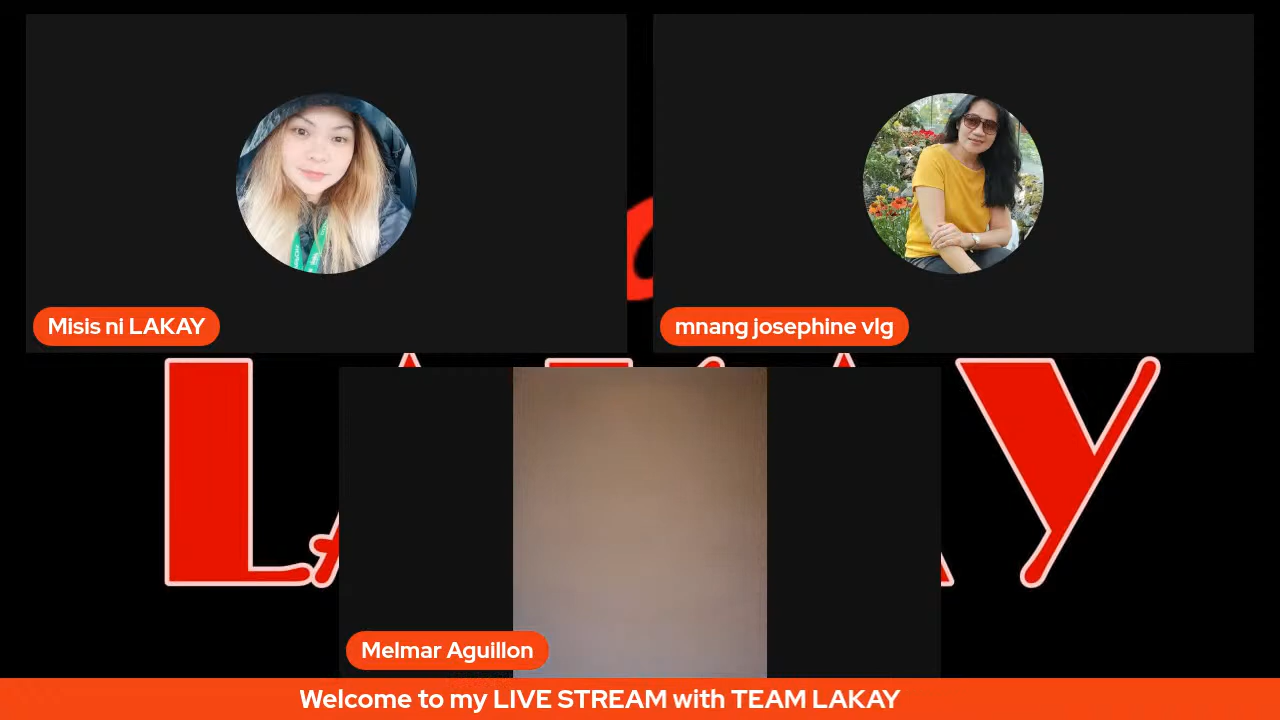 Misis ni LAKAY
mnang josephine vlg
Melmar Aguillon
Welcome to my LIVE STREAM with TEAM LAKAY